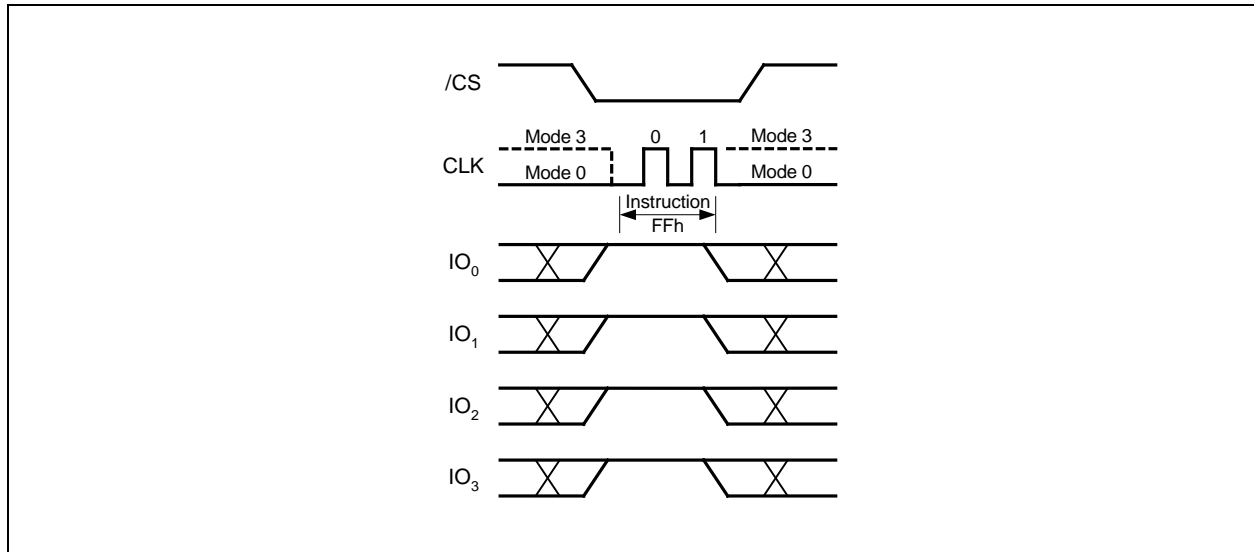 /CS
Mode 3 0 1 Mode 3
CLK
Mode 0 Mode 0
Instruction
FFh
IO0
IO1
IO2
IO3